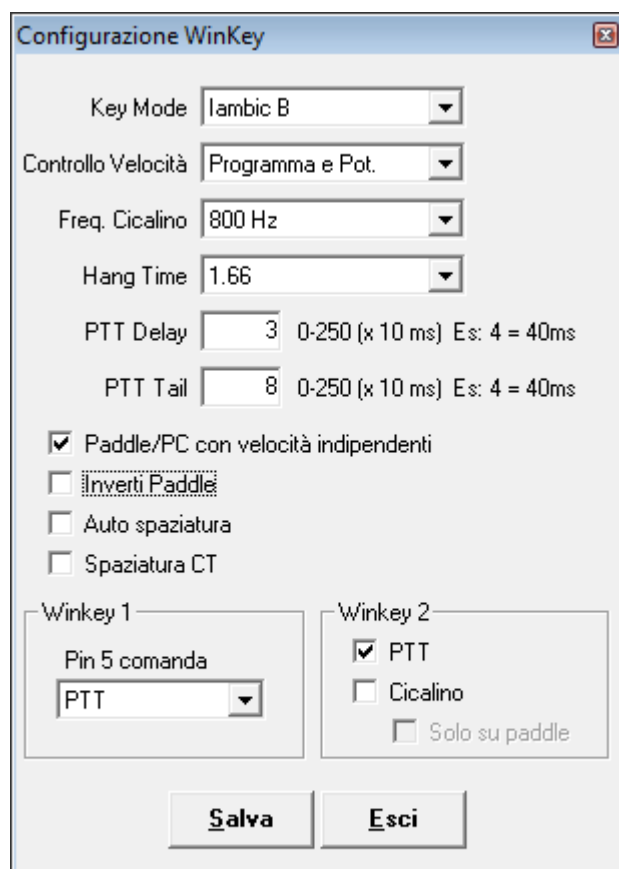 Configurazione WinKey
Key Mode Iambic B
Controllo Velocità Programma e Pot.
Freq. Cicalino 800 Hz
Hang Time 1.66
PTT Delay 3 0-250 (x 10 ms) Es: 4 = 40ms
PTT Tail 8 0-250 (x 10 ms) Es: 4 = 40ms
Paddle/PC con velocità indipendenti
Inverti Paddle
Auto spaziatura
Spaziatura CT
Winkey 1
Pin 5 comanda
PTT
Winkey 2
PTT
Cicalino
Solo su paddle
Salva Esci